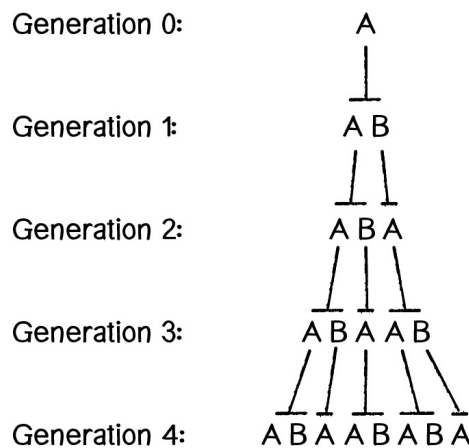 Generation 0: A
Generation 1: A B
Generation 2: A B A
Generation 3: A B A A B
Generation 4: A B A A B A B A